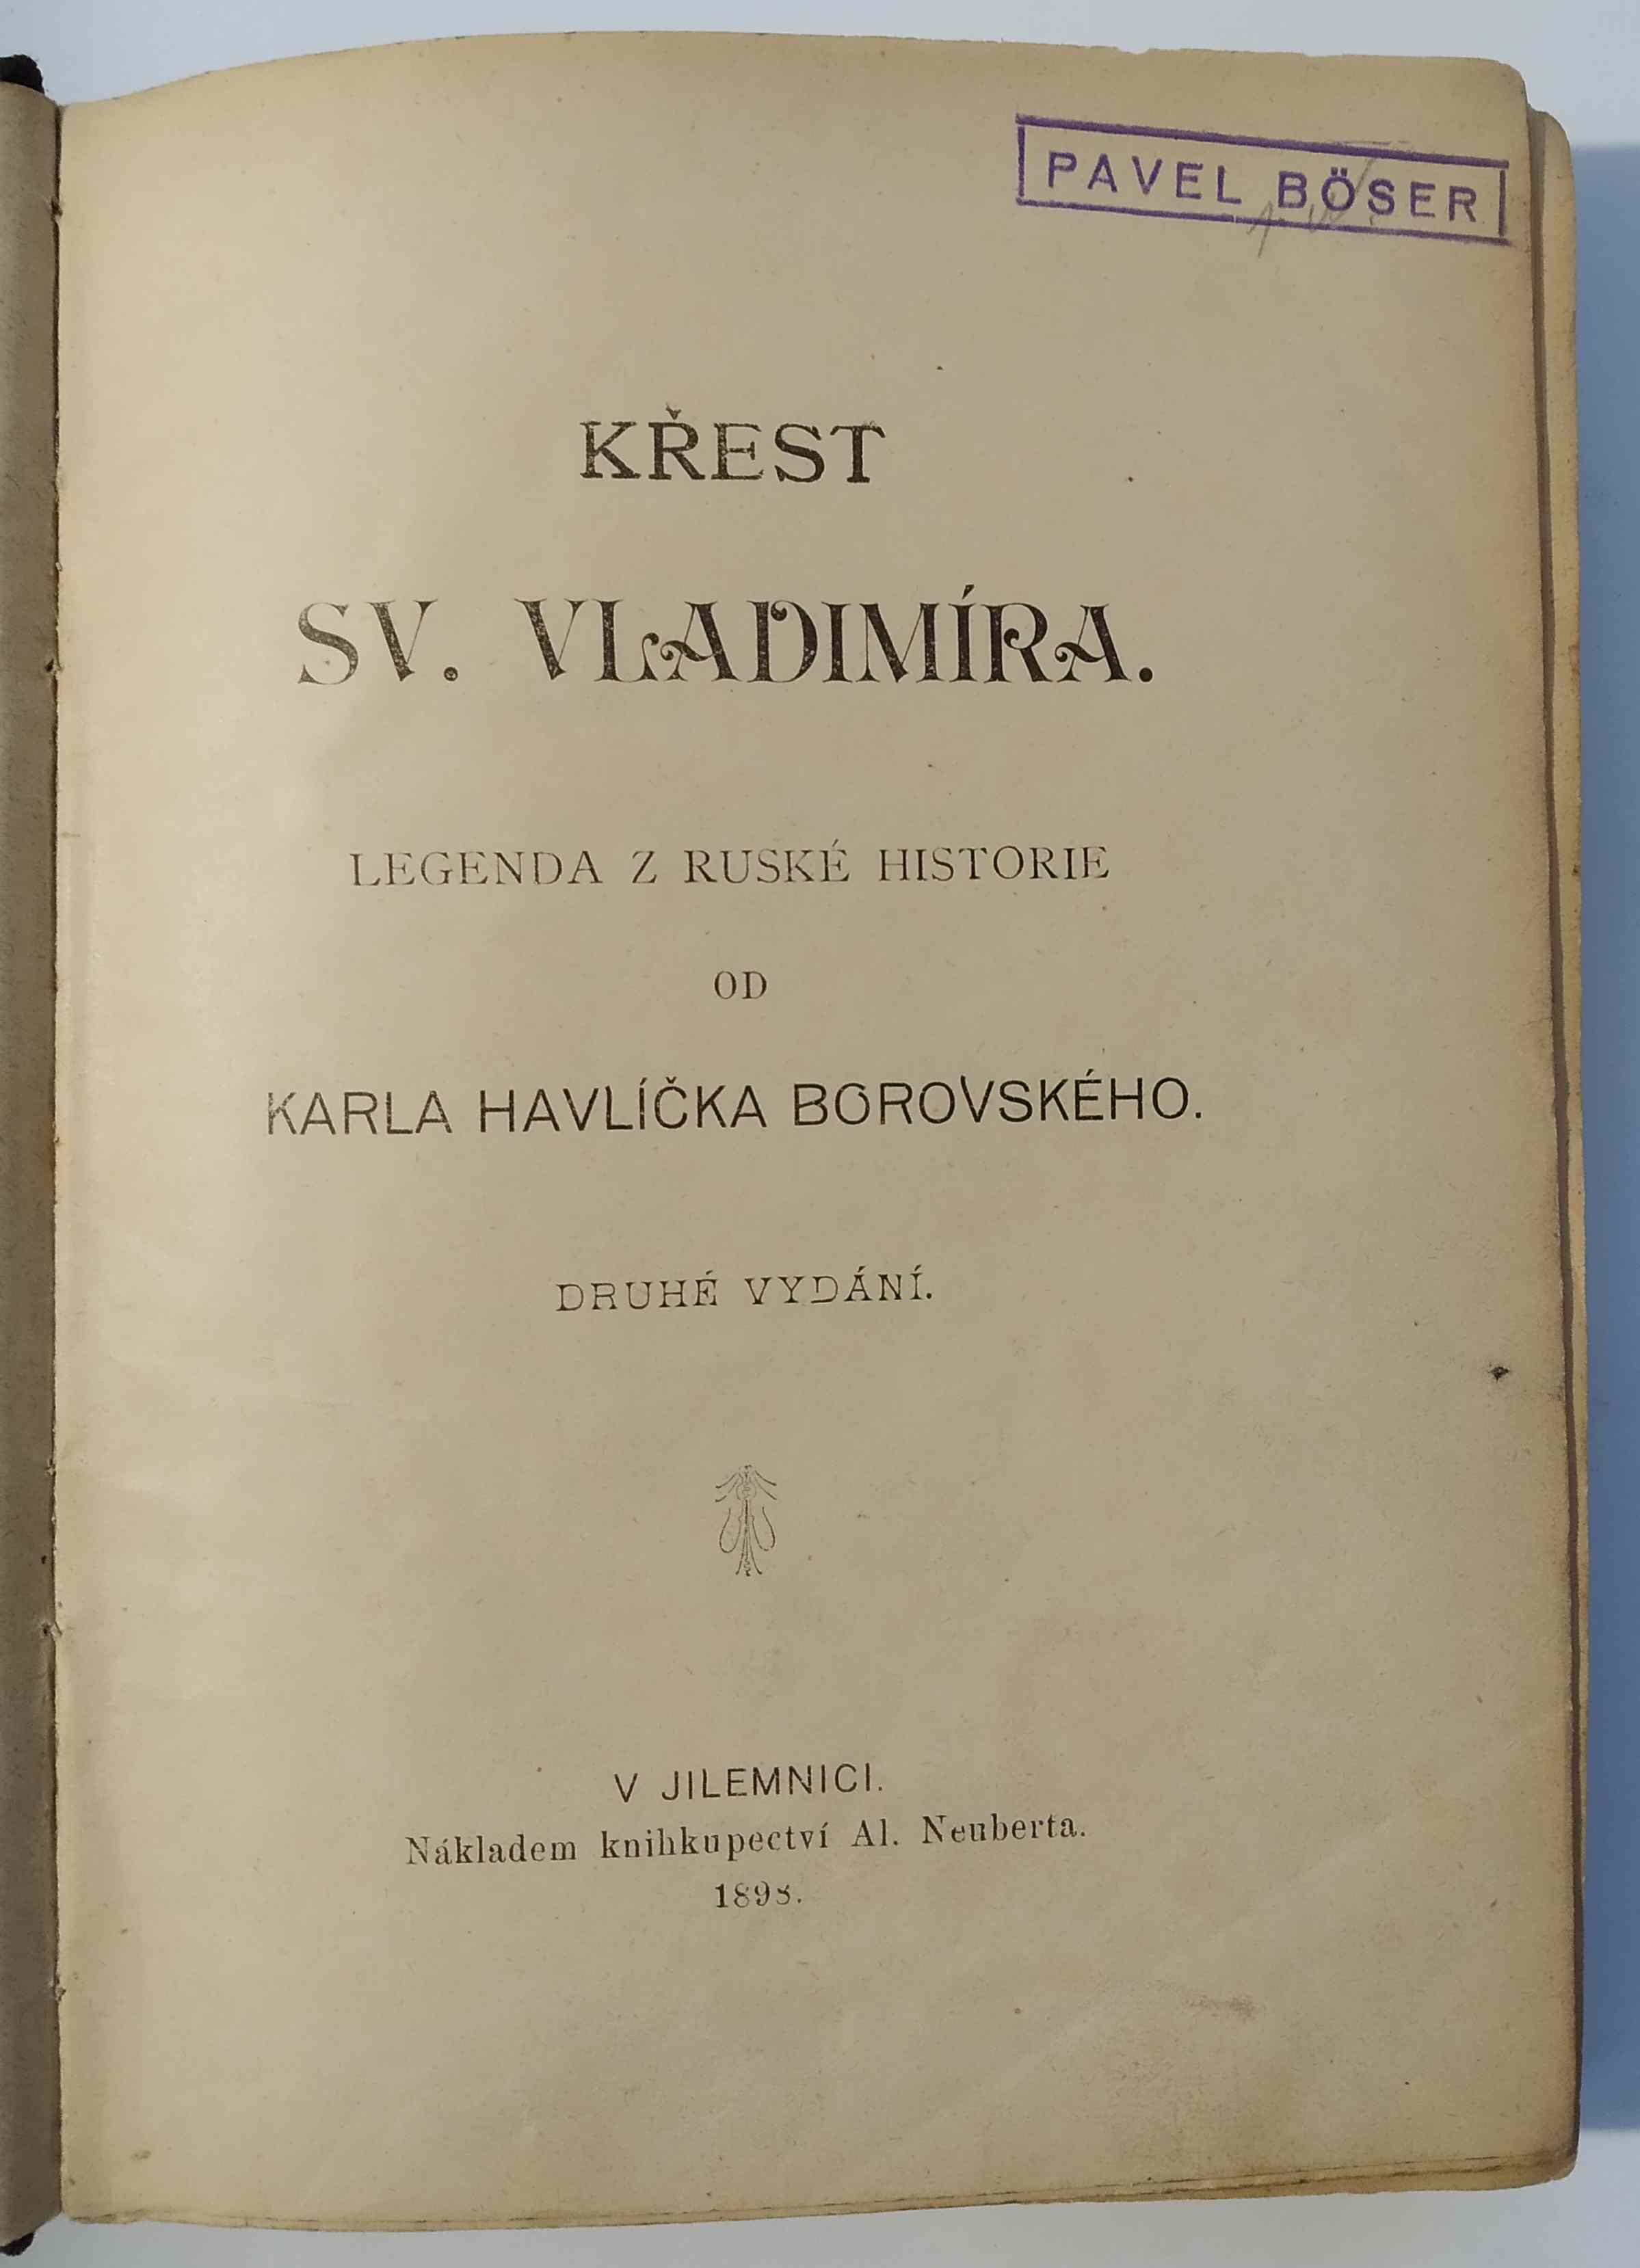 PAVEL BÖSER
KŘEST
SV. VLADIMÍRA.
LEGENDA Z RUSKÉ HISTORIE
OD
KARLA HAVLÍČKA BOROVSKÉHO.
DRUHÉ VYDÁNÍ.
V JILEMNICI.
Nákladem knihkupectví Al. Neuberta.
1898.